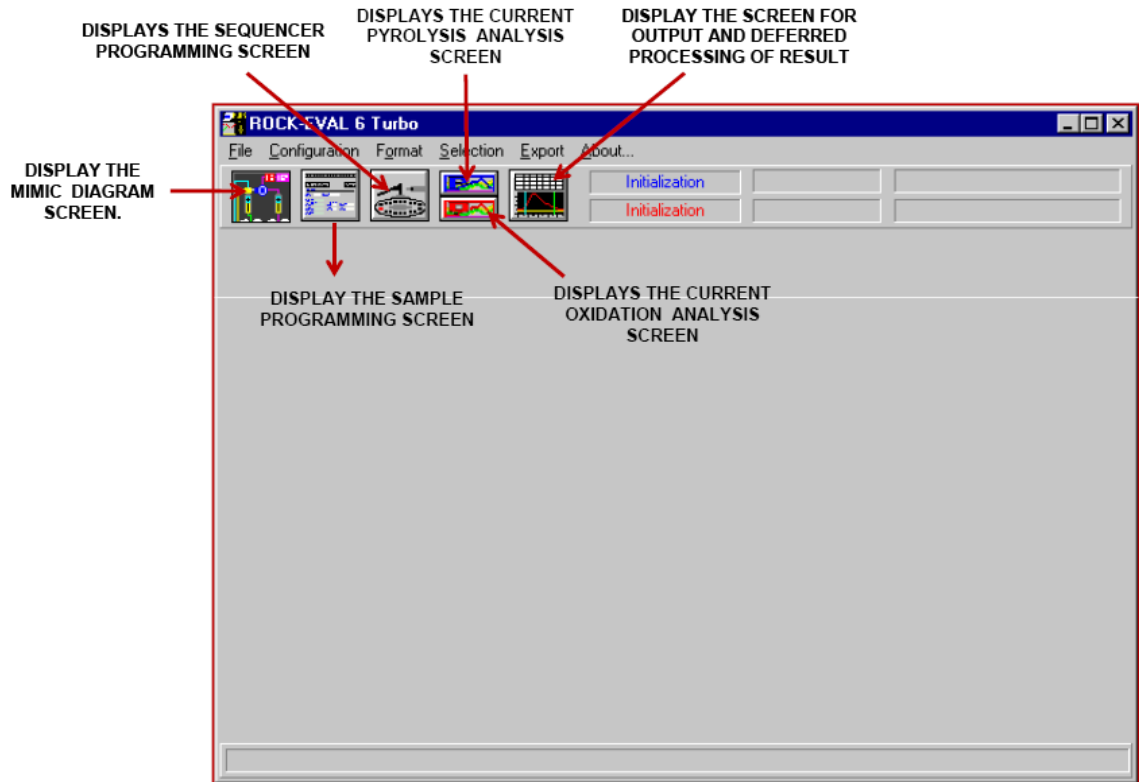 DISPLAYS THE SEQUENCER
PROGRAMMING SCREEN
DISPLAYS THE CURRENT
PYROLYSIS ANALYSIS
SCREEN
DISPLAY THE SCREEN FOR
OUTPUT AND DEFERRED
PROCESSING OF RESULT
ROCK-EVAL 6 Turbo
File Configuration Format Selection Export About...
DISPLAY THE
MIMIC DIAGRAM
SCREEN.
Initialization
Initialization
DISPLAY THE SAMPLE
PROGRAMMING SCREEN
DISPLAYS THE CURRENT
OXIDATION ANALYSIS
SCREEN